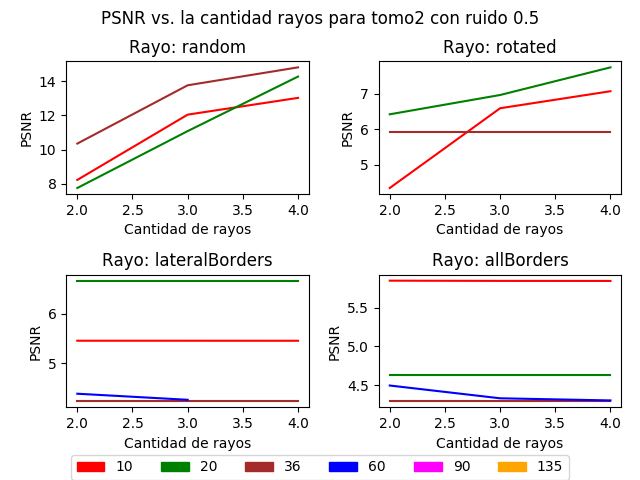 PSNR vs. la cantidad rayos para tomo2 con ruido 0.5
Rayo: random
14
12
10
8
PSNR
2.0 2.5 3.0 3.5 4.0
Cantidad de rayos
Rayo: rotated
7
6
5
PSNR
2.0 2.5 3.0 3.5 4.0
Cantidad de rayos
Rayo: lateralBorders
6
5
PSNR
2.0 2.5 3.0 3.5 4.0
Cantidad de rayos
Rayo: allBorders
5.5
5.0
4.5
PSNR
2.0 2.5 3.0 3.5 4.0
Cantidad de rayos
10 20 36 60 90 135